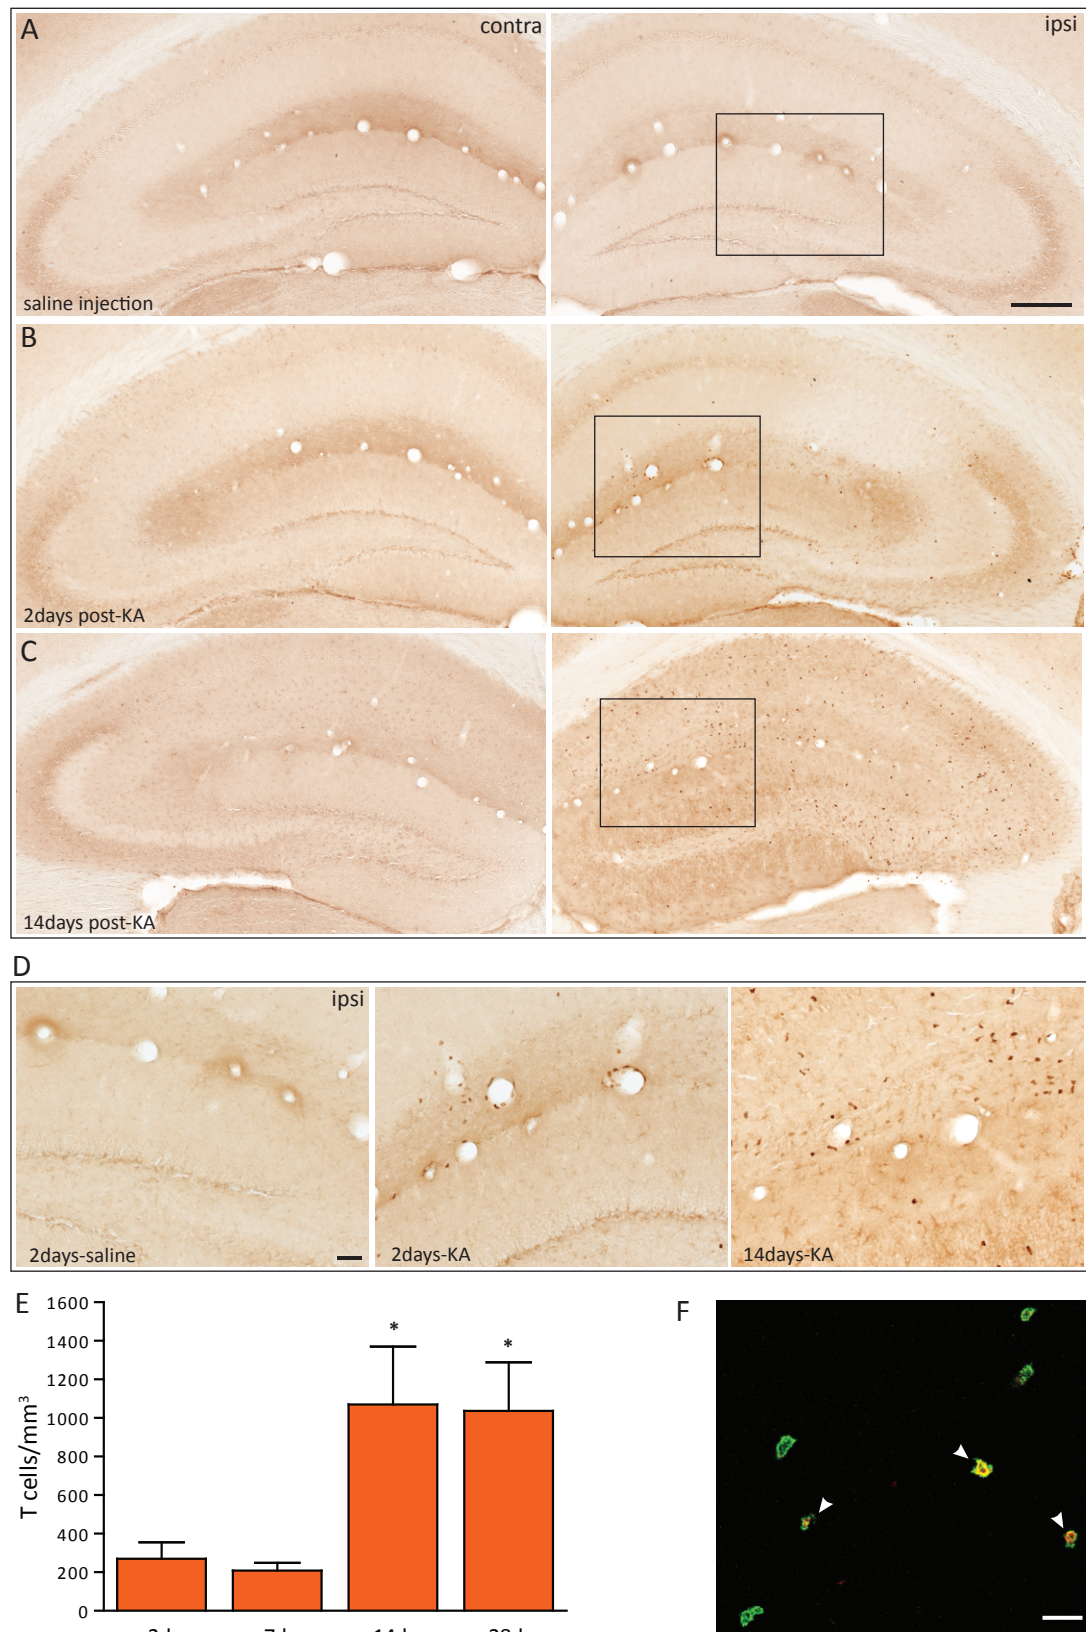 A
contra
ipsi
saline injection
B
2days post-KA
C
14days post-KA
D
ipsi
2days-saline
2days-KA
14days-KA
E
1600
1400
1200
1000
800
600
400
200
0
T cells/mm³
*
*
F